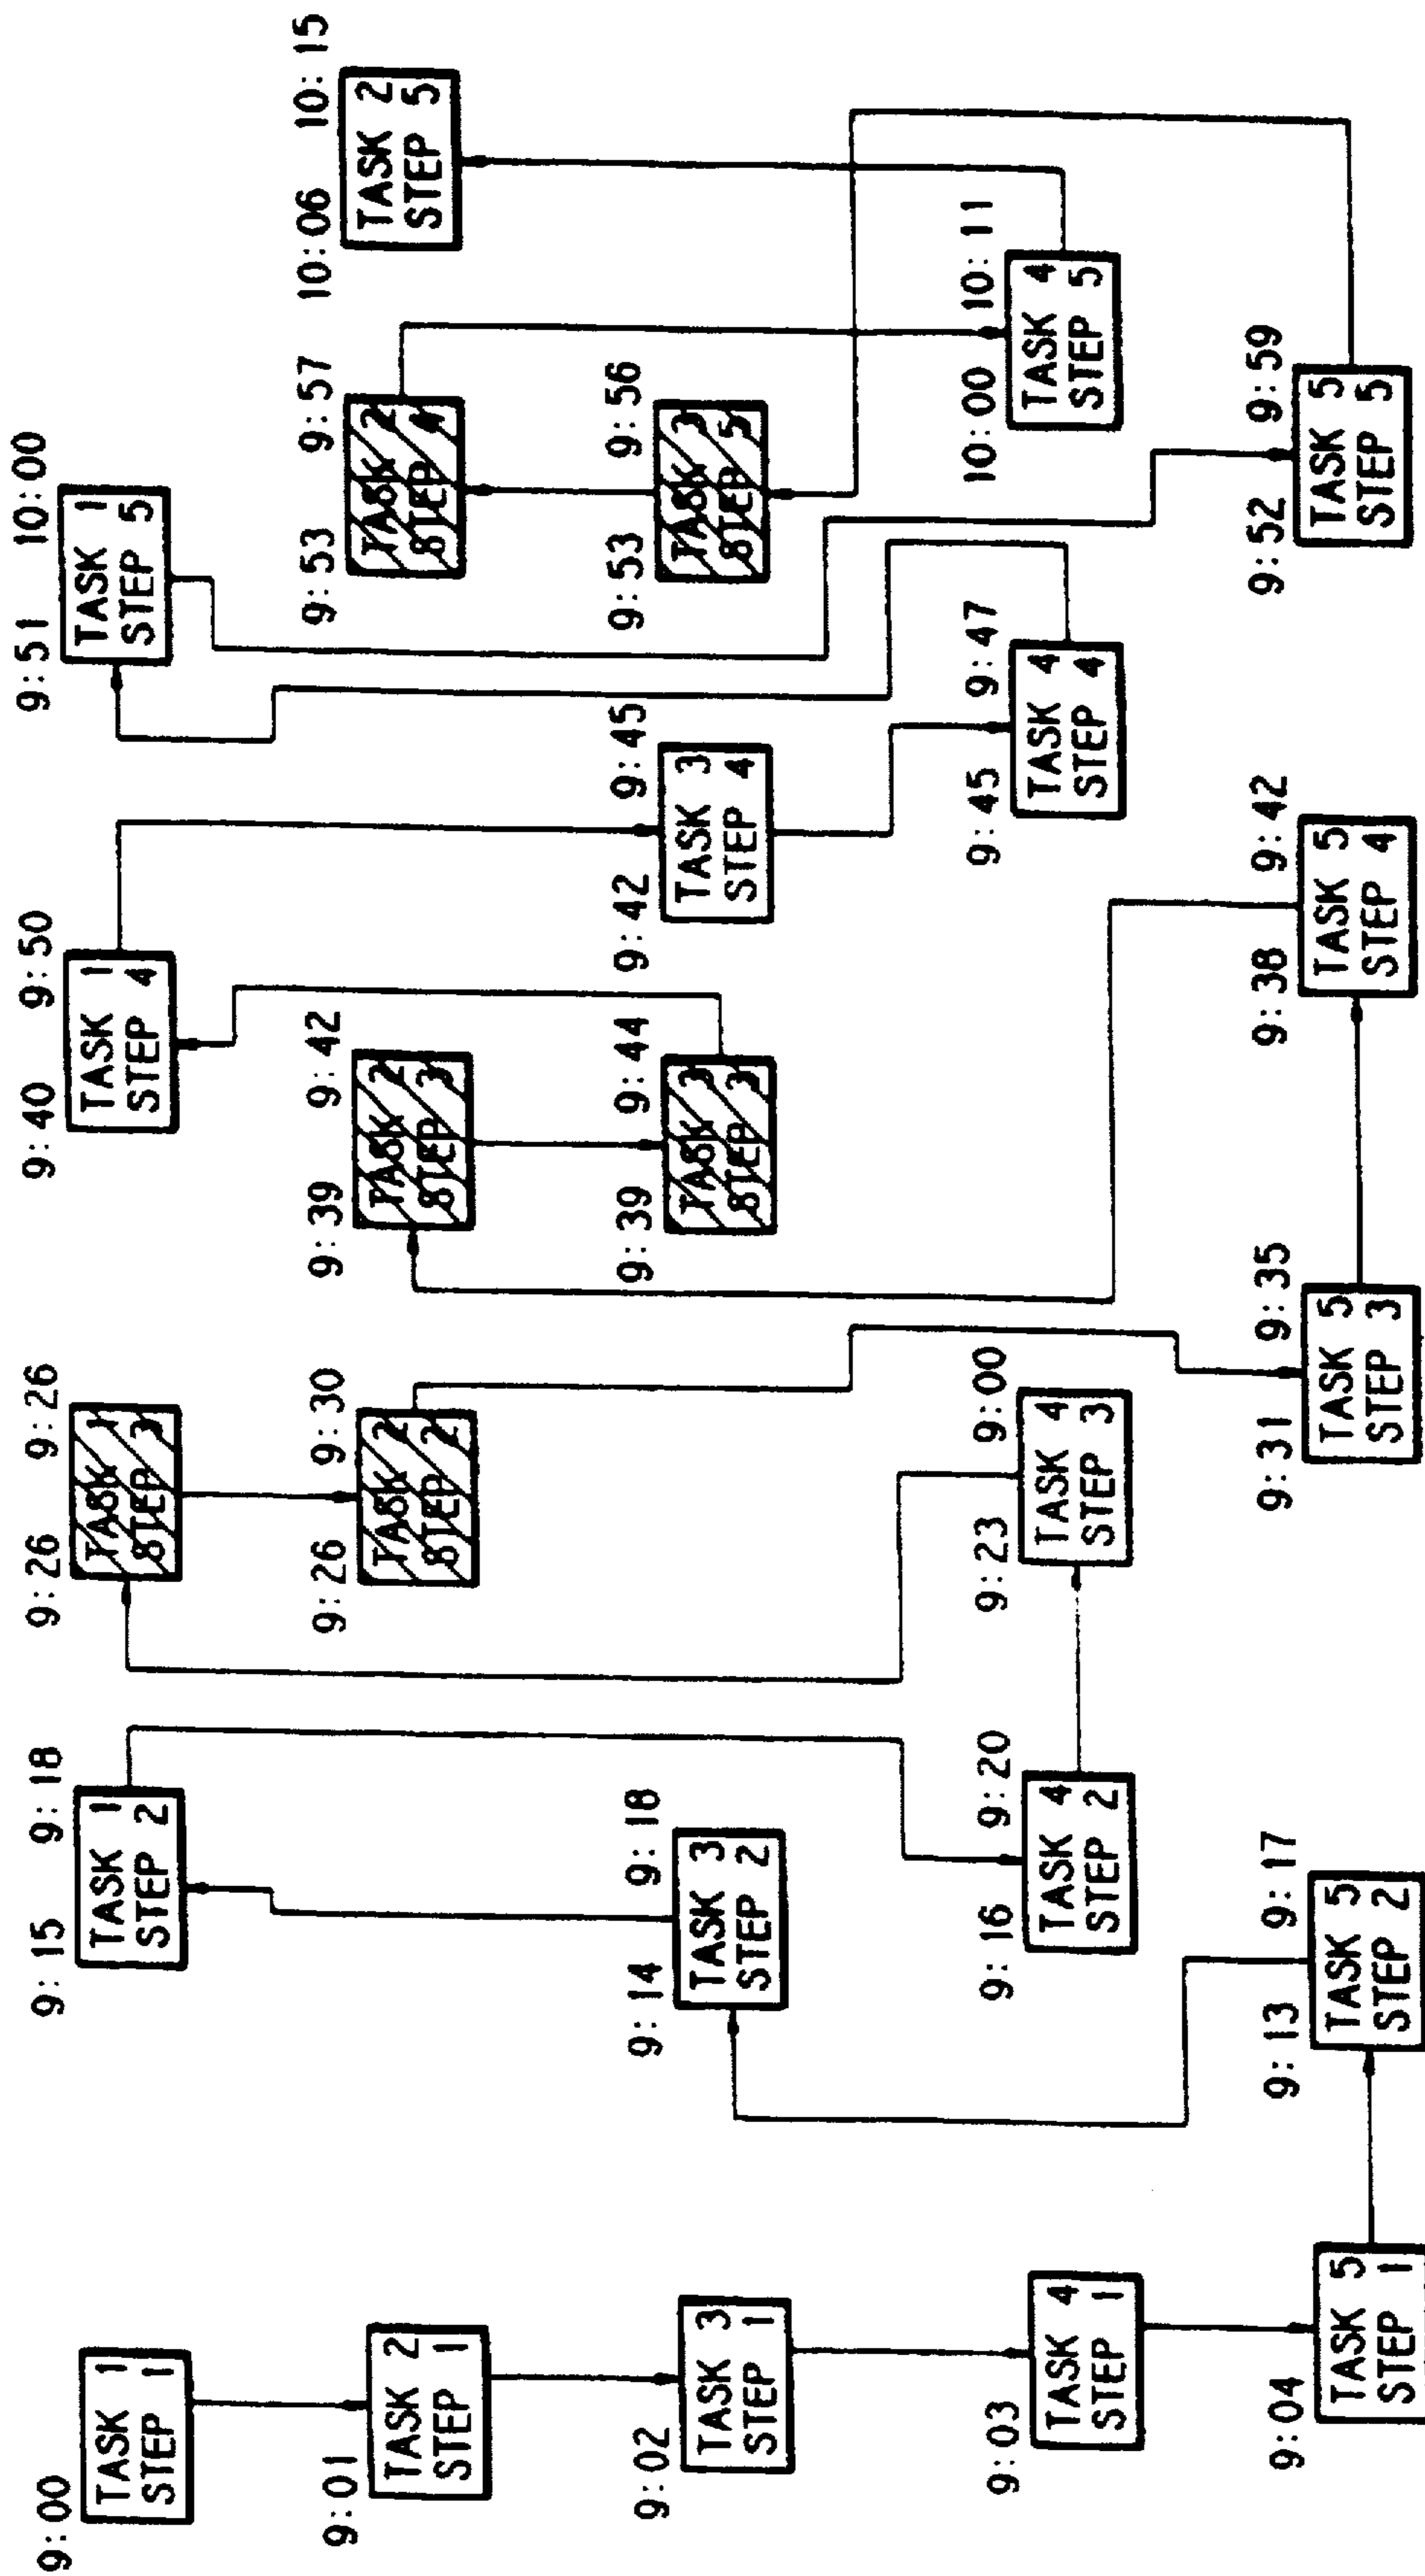 9:00
TASK 1
STEP 1
9:15 9:18
TASK 1
STEP 2
9:26 9:26
TASK 1
STEP 3
9:40 9:50
TASK 1
STEP 4
9:51 10:00
TASK 1
STEP 5
9:01
TASK 2
STEP 1
9:26 9:30
TASK 2
STEP 2
9:39 9:42
TASK 2
STEP 3
9:53 9:57
TASK 2
STEP 4
10:06 10:15
TASK 2
STEP 5
9:02
TASK 3
STEP 1
9:14 9:18
TASK 3
STEP 2
9:39 9:44
TASK 3
STEP 3
9:42 9:45
TASK 3
STEP 4
9:53 9:56
TASK 3
STEP 5
9:03
TASK 4
STEP 1
9:16 9:20
TASK 4
STEP 2
9:23 9:00
TASK 4
STEP 3
9:45 9:47
TASK 4
STEP 4
10:00 10:11
TASK 4
STEP 5
9:04
TASK 5
STEP 1
9:13 9:17
TASK 5
STEP 2
9:31 9:35
TASK 5
STEP 3
9:38 9:42
TASK 5
STEP 4
9:52 9:59
TASK 5
STEP 5